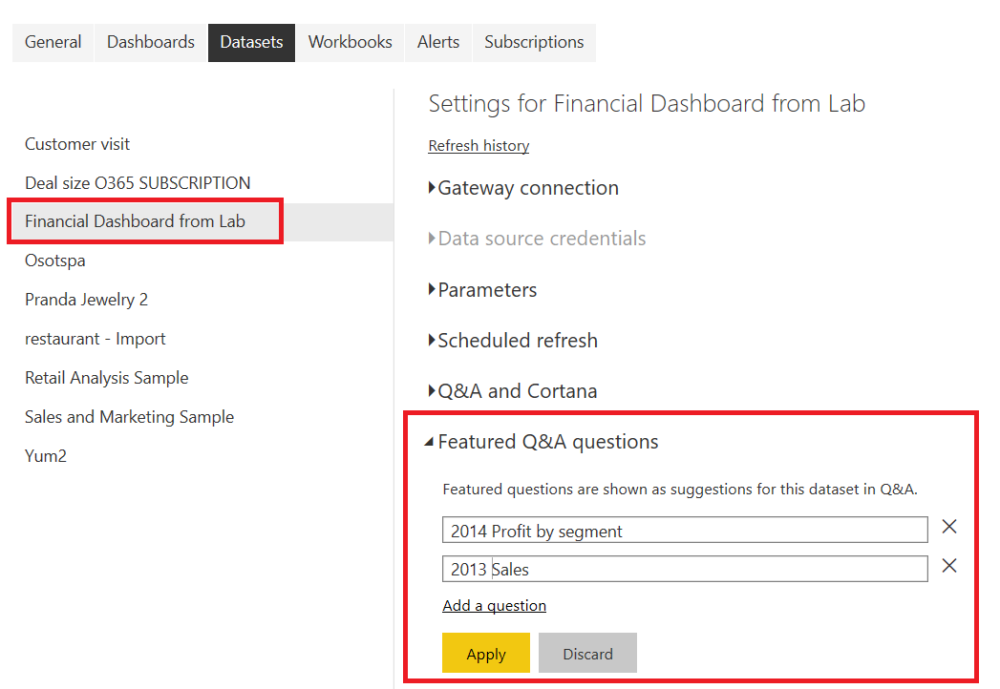 General
Dashboards
Datasets
Workbooks
Alerts
Subscriptions
Customer visit
Deal size O365 SUBSCRIPTION
Financial Dashboard from Lab
Osotspa
Pranda Jewelry 2
restaurant - Import
Retail Analysis Sample
Sales and Marketing Sample
Yum2
Settings for Financial Dashboard from Lab
Refresh history
Gateway connection
Data source credentials
Parameters
Scheduled refresh
Q&A and Cortana
Featured Q&A questions
Featured questions are shown as suggestions for this dataset in Q&A.
2014 Profit by segment
2013 Sales
Add a question
Apply
Discard